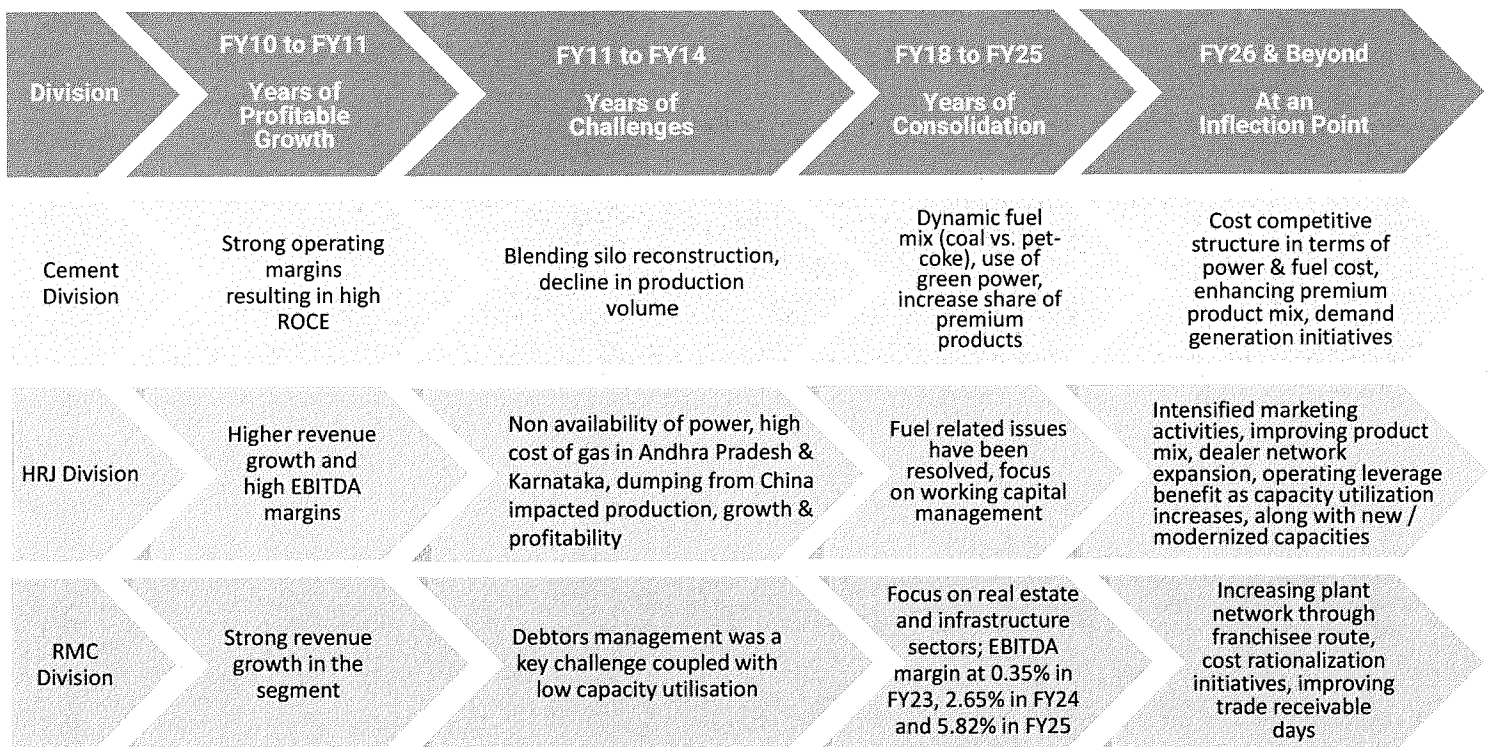 Division
FY10 to FY11
Years of
Profitable
Growth
FY11 to FY14
Years of
Challenges
FY18 to FY25
Years of
Consolidation
FY26 & Beyond
At an
Inflection Point
Cement
Division
Strong operating
margins
resulting in high
ROCE
Blending silo reconstruction,
decline in production
volume
Dynamic fuel
mix (coal vs. pet-
coke), use of
green power,
increase share of
premium
products
Cost competitive
structure in terms of
power & fuel cost,
enhancing premium
product mix, demand
generation initiatives
HRJ Division
Higher revenue
growth and
high EBITDA
margins
Non availability of power, high
cost of gas in Andhra Pradesh &
Karnataka, dumping from China
impacted production, growth &
profitability
Fuel related issues
have been
resolved, focus
on working capital
management
Intensified marketing
activities, improving product
mix, dealer network
expansion, operating leverage
benefit as capacity utilization
increases, along with new /
modernized capacities
RMC
Division
Strong revenue
growth in the
segment
Debtors management was a
key challenge coupled with
low capacity utilisation
Focus on real estate
and infrastructure
sectors; EBITDA
margin at 0.35% in
FY23, 2.65% in FY24
and 5.82% in FY25
Increasing plant
network through
franchisee route,
cost rationalization
initiatives, improving
trade receivable
days